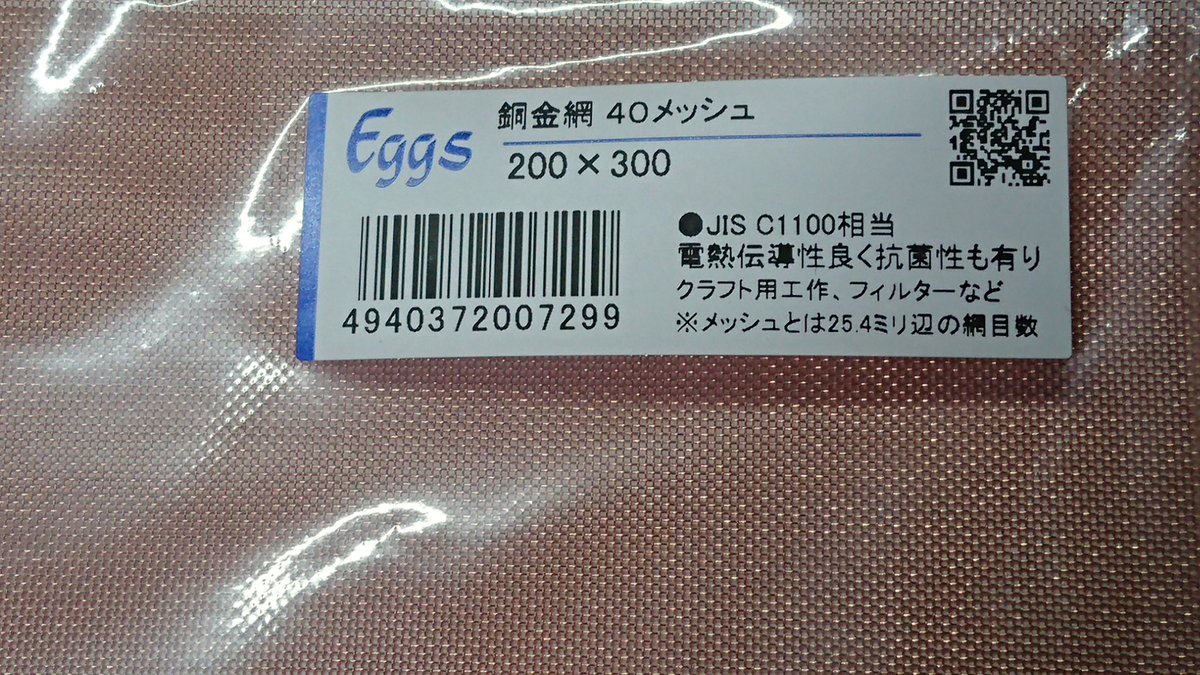 Eggs
銅金網 40メッシュ
200×300
4940372007299
●JIS C1100相当
電熱伝導性良く抗菌性も有り
クラフト用工作、フィルターなど
※メッシュとは25.4ミリ辺の網目数